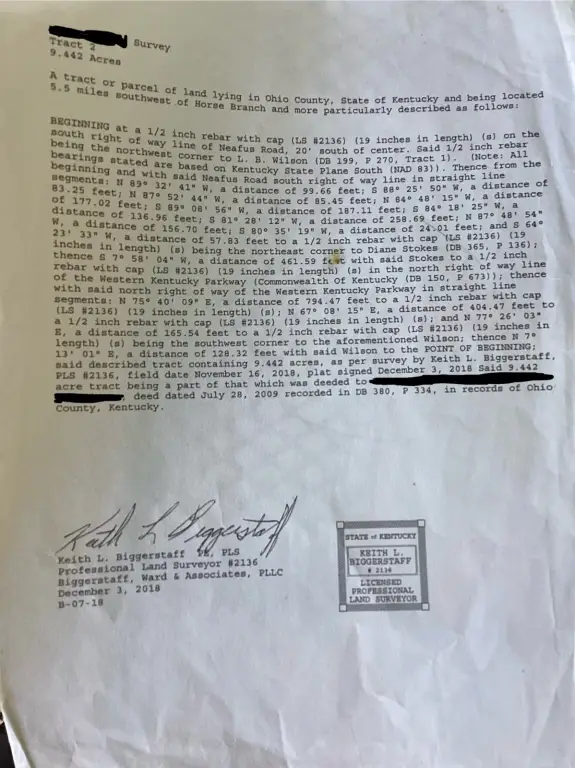 Tract 2 Survey
9.442 Acres
A tract or parcel of land lying in Ohio County, State of Kentucky and being located
5.5 miles southwest of Horse Branch and more particularly described as follows:
BEGINNING at a 1/2 inch rebar with cap (LS #2136) (19 inches in length) (s) on the
south right of way line of Neafus Road, 20' south of center. Said 1/2 inch rebar
being the northwest corner to L. B. Wilson (DB 199, P 270, Tract 1). (Note: All
bearings stated are based on Kentucky State Plane South (NAD 83)). Thence from the
beginning and with said Neafus Road south right of way line in straight line
segments: N 89° 32' 41" W, a distance of 99.66 feet; S 88° 25' 50" W, a distance of
83.25 feet; N 87° 52' 44" W, a distance of 85.45 feet; N 84° 48' 15" W, a distance
of 177.02 feet; S 89° 08' 56" W, a distance of 187.11 feet; S 84° 18' 25" W, a
distance of 136.96 feet; S 81° 28' 12" W, a distance of 258.69 feet; N 87° 48' 54"
W, a distance of 156.70 feet; S 80° 35' 19" W, a distance of 24.01 feet; and S 64°
23' 33" W, a distance of 57.83 feet to a 1/2 inch rebar with cap (LS #2136) (19
inches in length) (s) being the northeast corner to Diane Stokes (DB 365, P 136);
thence S 7° 58' 04" W, a distance of 461.59 feet with said Stokes to a 1/2 inch
rebar with cap (LS #2136) (19 inches in length) (s) in the north right of way line
of the Western Kentucky Parkway (Commonwealth of Kentucky (DB 150, P 673)); thence
with said north right of way of the Western Kentucky Parkway in straight line
segments: N 75° 40' 09" E, a distance of 794.47 feet to a 1/2 inch rebar with cap
(LS #2136) (19 inches in length) (s); N 67° 08' 15" E, a distance of 404.47 feet to
a 1/2 inch rebar with cap (LS #2136) (19 inches in length) (s); and N 77° 26' 03"
E, a distance of 165.54 feet to a 1/2 inch rebar with cap (LS #2136) (19 inches in
length) (s) being the southwest corner to the aforementioned Wilson; thence N 7°
13' 01" E, a distance of 128.32 feet with said Wilson to the POINT OF BEGINNING;
said described tract containing 9.442 acres, as per survey by Keith L. Biggerstaff,
PLS #2136, field date November 16, 2018, plat signed December 3, 2018 Said 9.442
acre tract being a part of that which was deeded to
deed dated July 28, 2009 recorded in DB 380, P 334, in records of Ohio
County, Kentucky.
Keith L Biggerstaff
Keith L. Biggerstaff PLS
Professional Land Surveyor #2136
Biggerstaff, Ward & Associates, PLLC
December 3, 2018
B-07-18
STATE of KENTUCKY
KEITH L.
BIGGERSTAFF
# 2136
LICENSED
PROFESSIONAL
LAND SURVEYOR